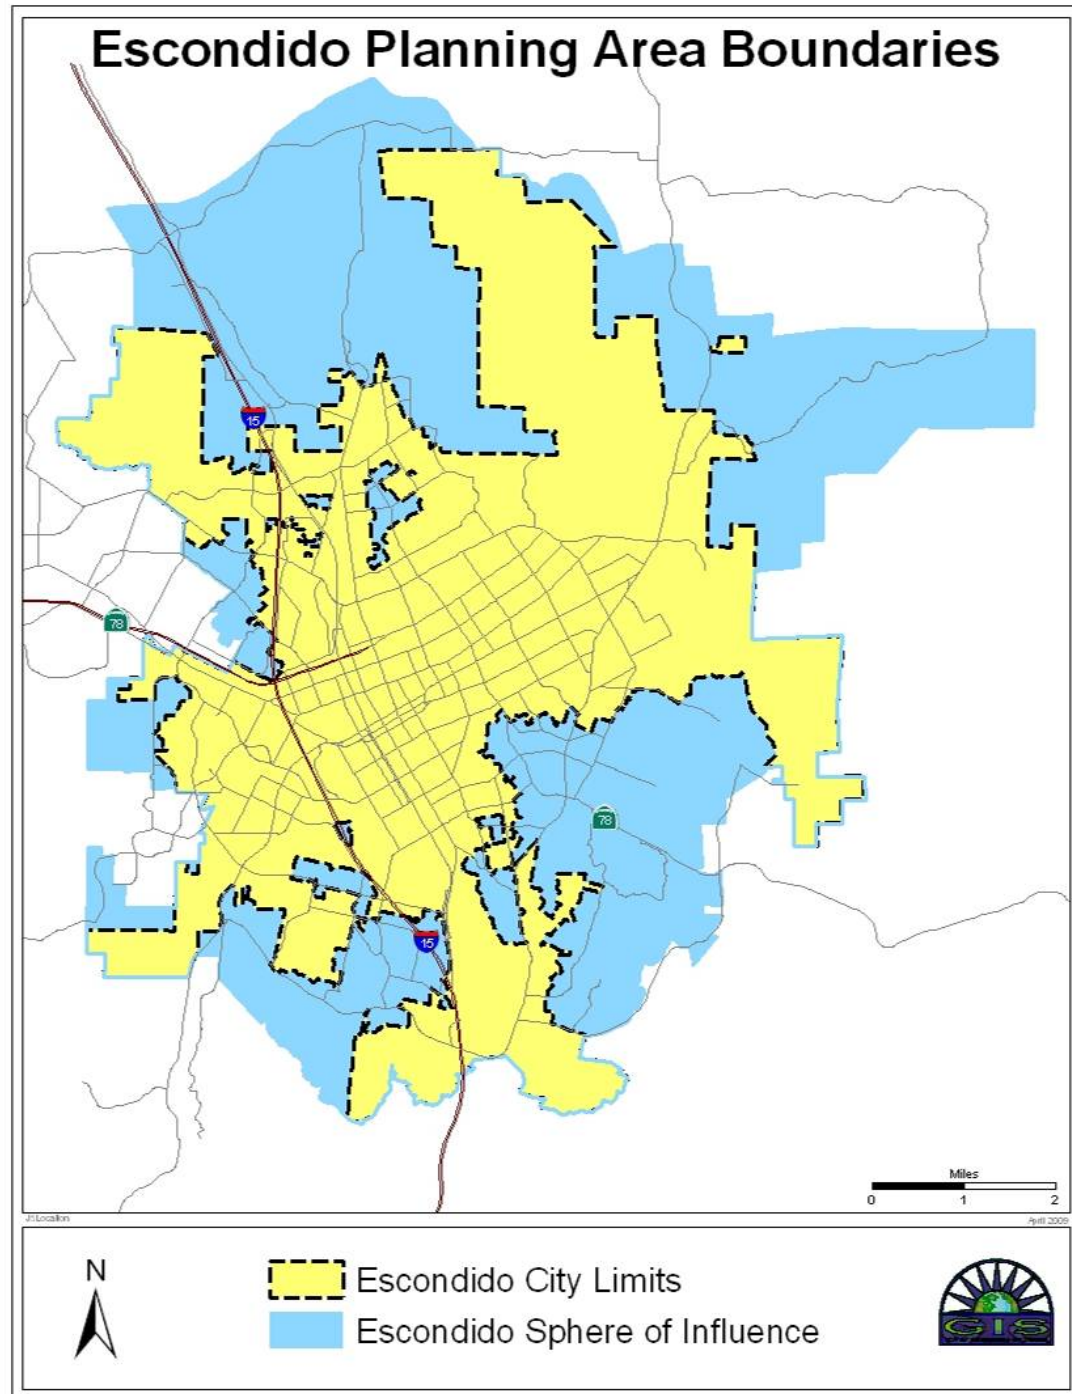 Escondido Planning Area Boundaries
15
78
78
15
Miles
0 1 2
April 2009
N
Escondido City Limits
Escondido Sphere of Influence
GIS